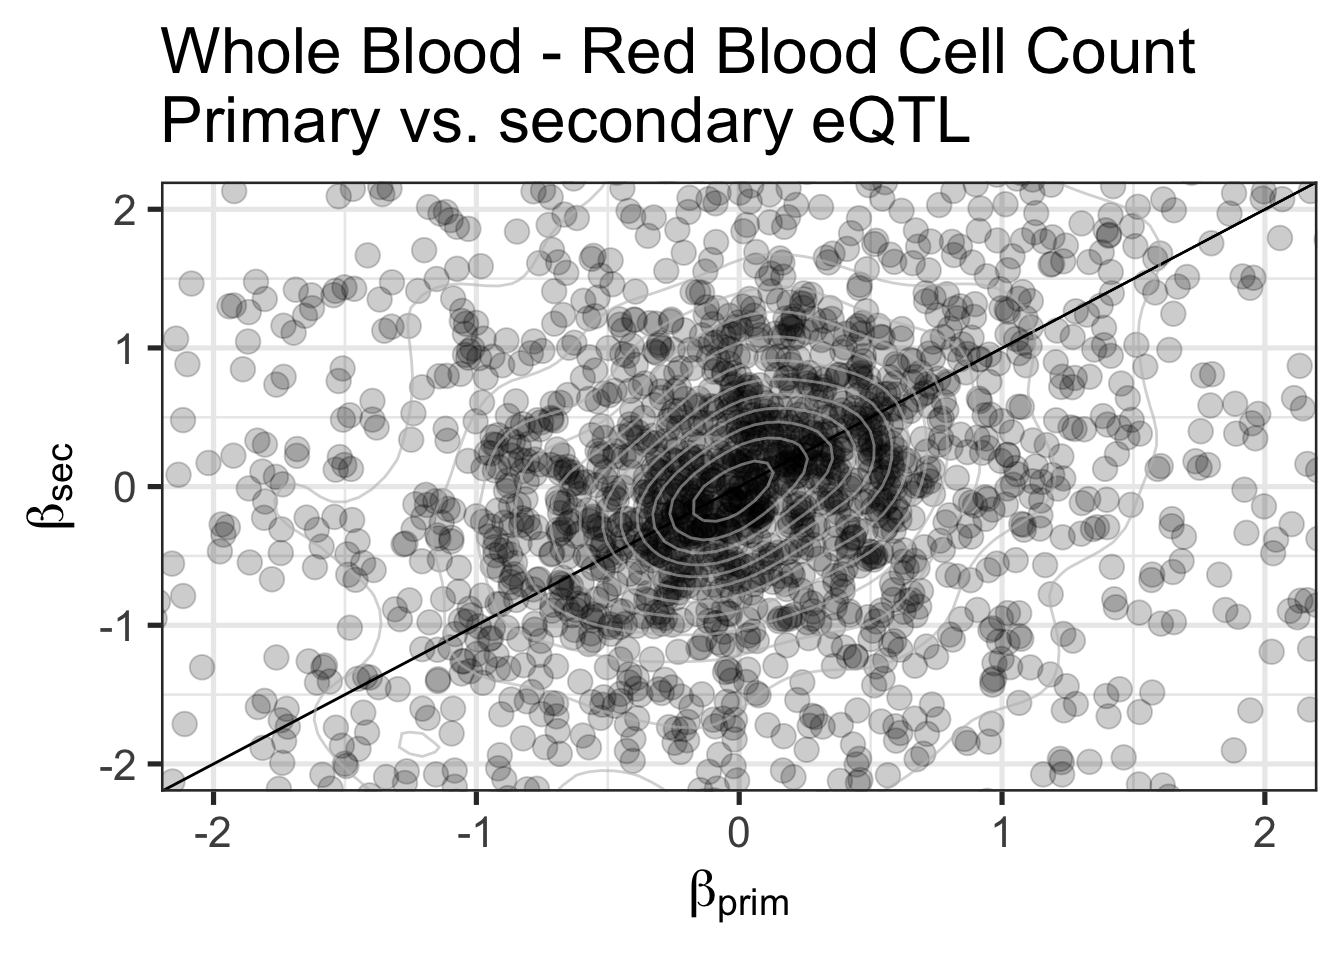 Whole Blood - Red Blood Cell Count
Primary vs. secondary eQTL
2
1
0
-1
-2
βsec
-2 -1 0 1 2
βprim